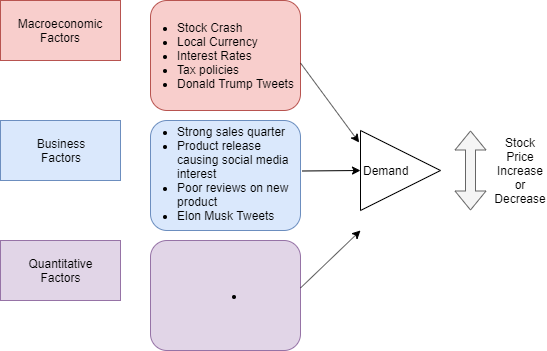 Macroeconomic
Factors
• Stock Crash
• Local Currency
• Interest Rates
• Tax policies
• Donald Trump Tweets
Business
Factors
• Strong sales quarter
• Product release
causing social media
interest
• Poor reviews on new
product
• Elon Musk Tweets
Demand
Stock
Price
Increase
or
Decrease
Quantitative
Factors
•